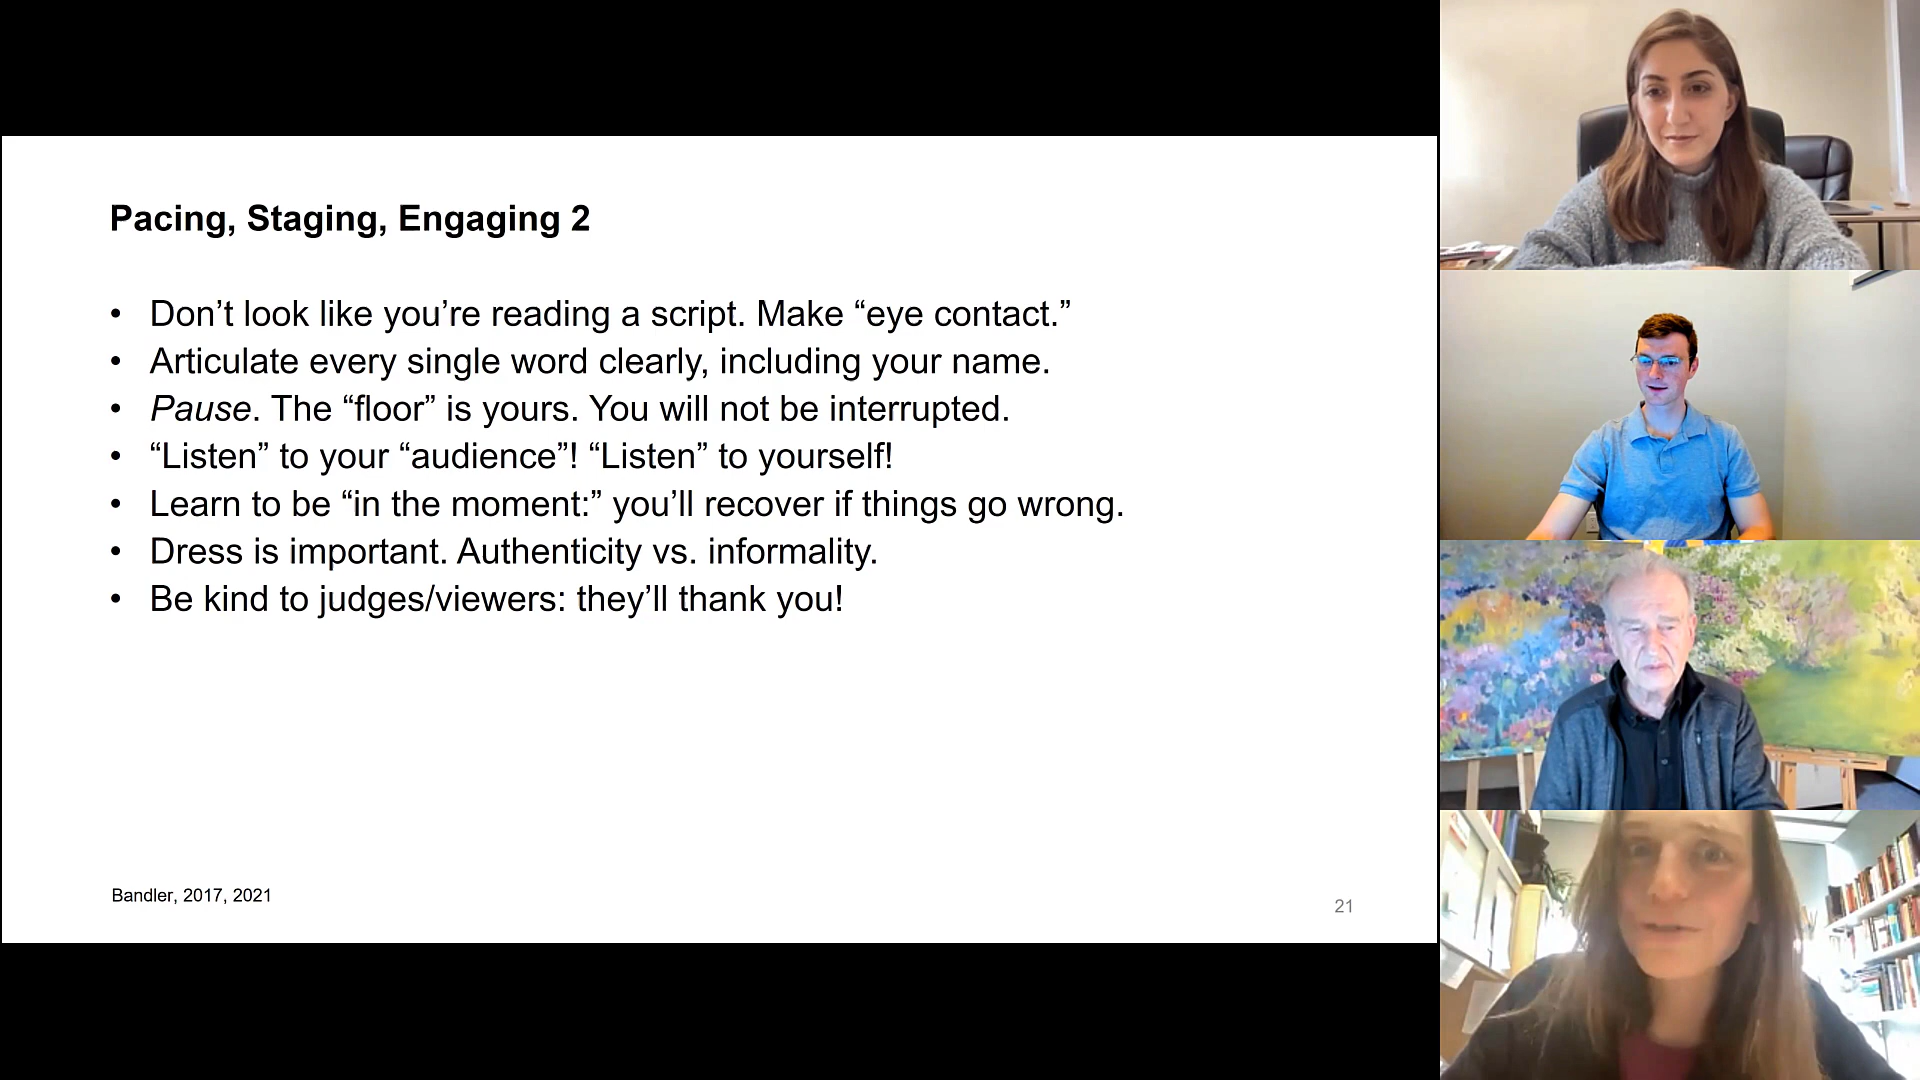 Pacing, Staging, Engaging 2
• Don’t look like you’re reading a script. Make “eye contact.”
• Articulate every single word clearly, including your name.
• Pause. The “floor” is yours. You will not be interrupted.
• “Listen” to your “audience”! “Listen” to yourself!
• Learn to be “in the moment:” you’ll recover if things go wrong.
• Dress is important. Authenticity vs. informality.
• Be kind to judges/viewers: they’ll thank you!
Bandler, 2017, 2021
21